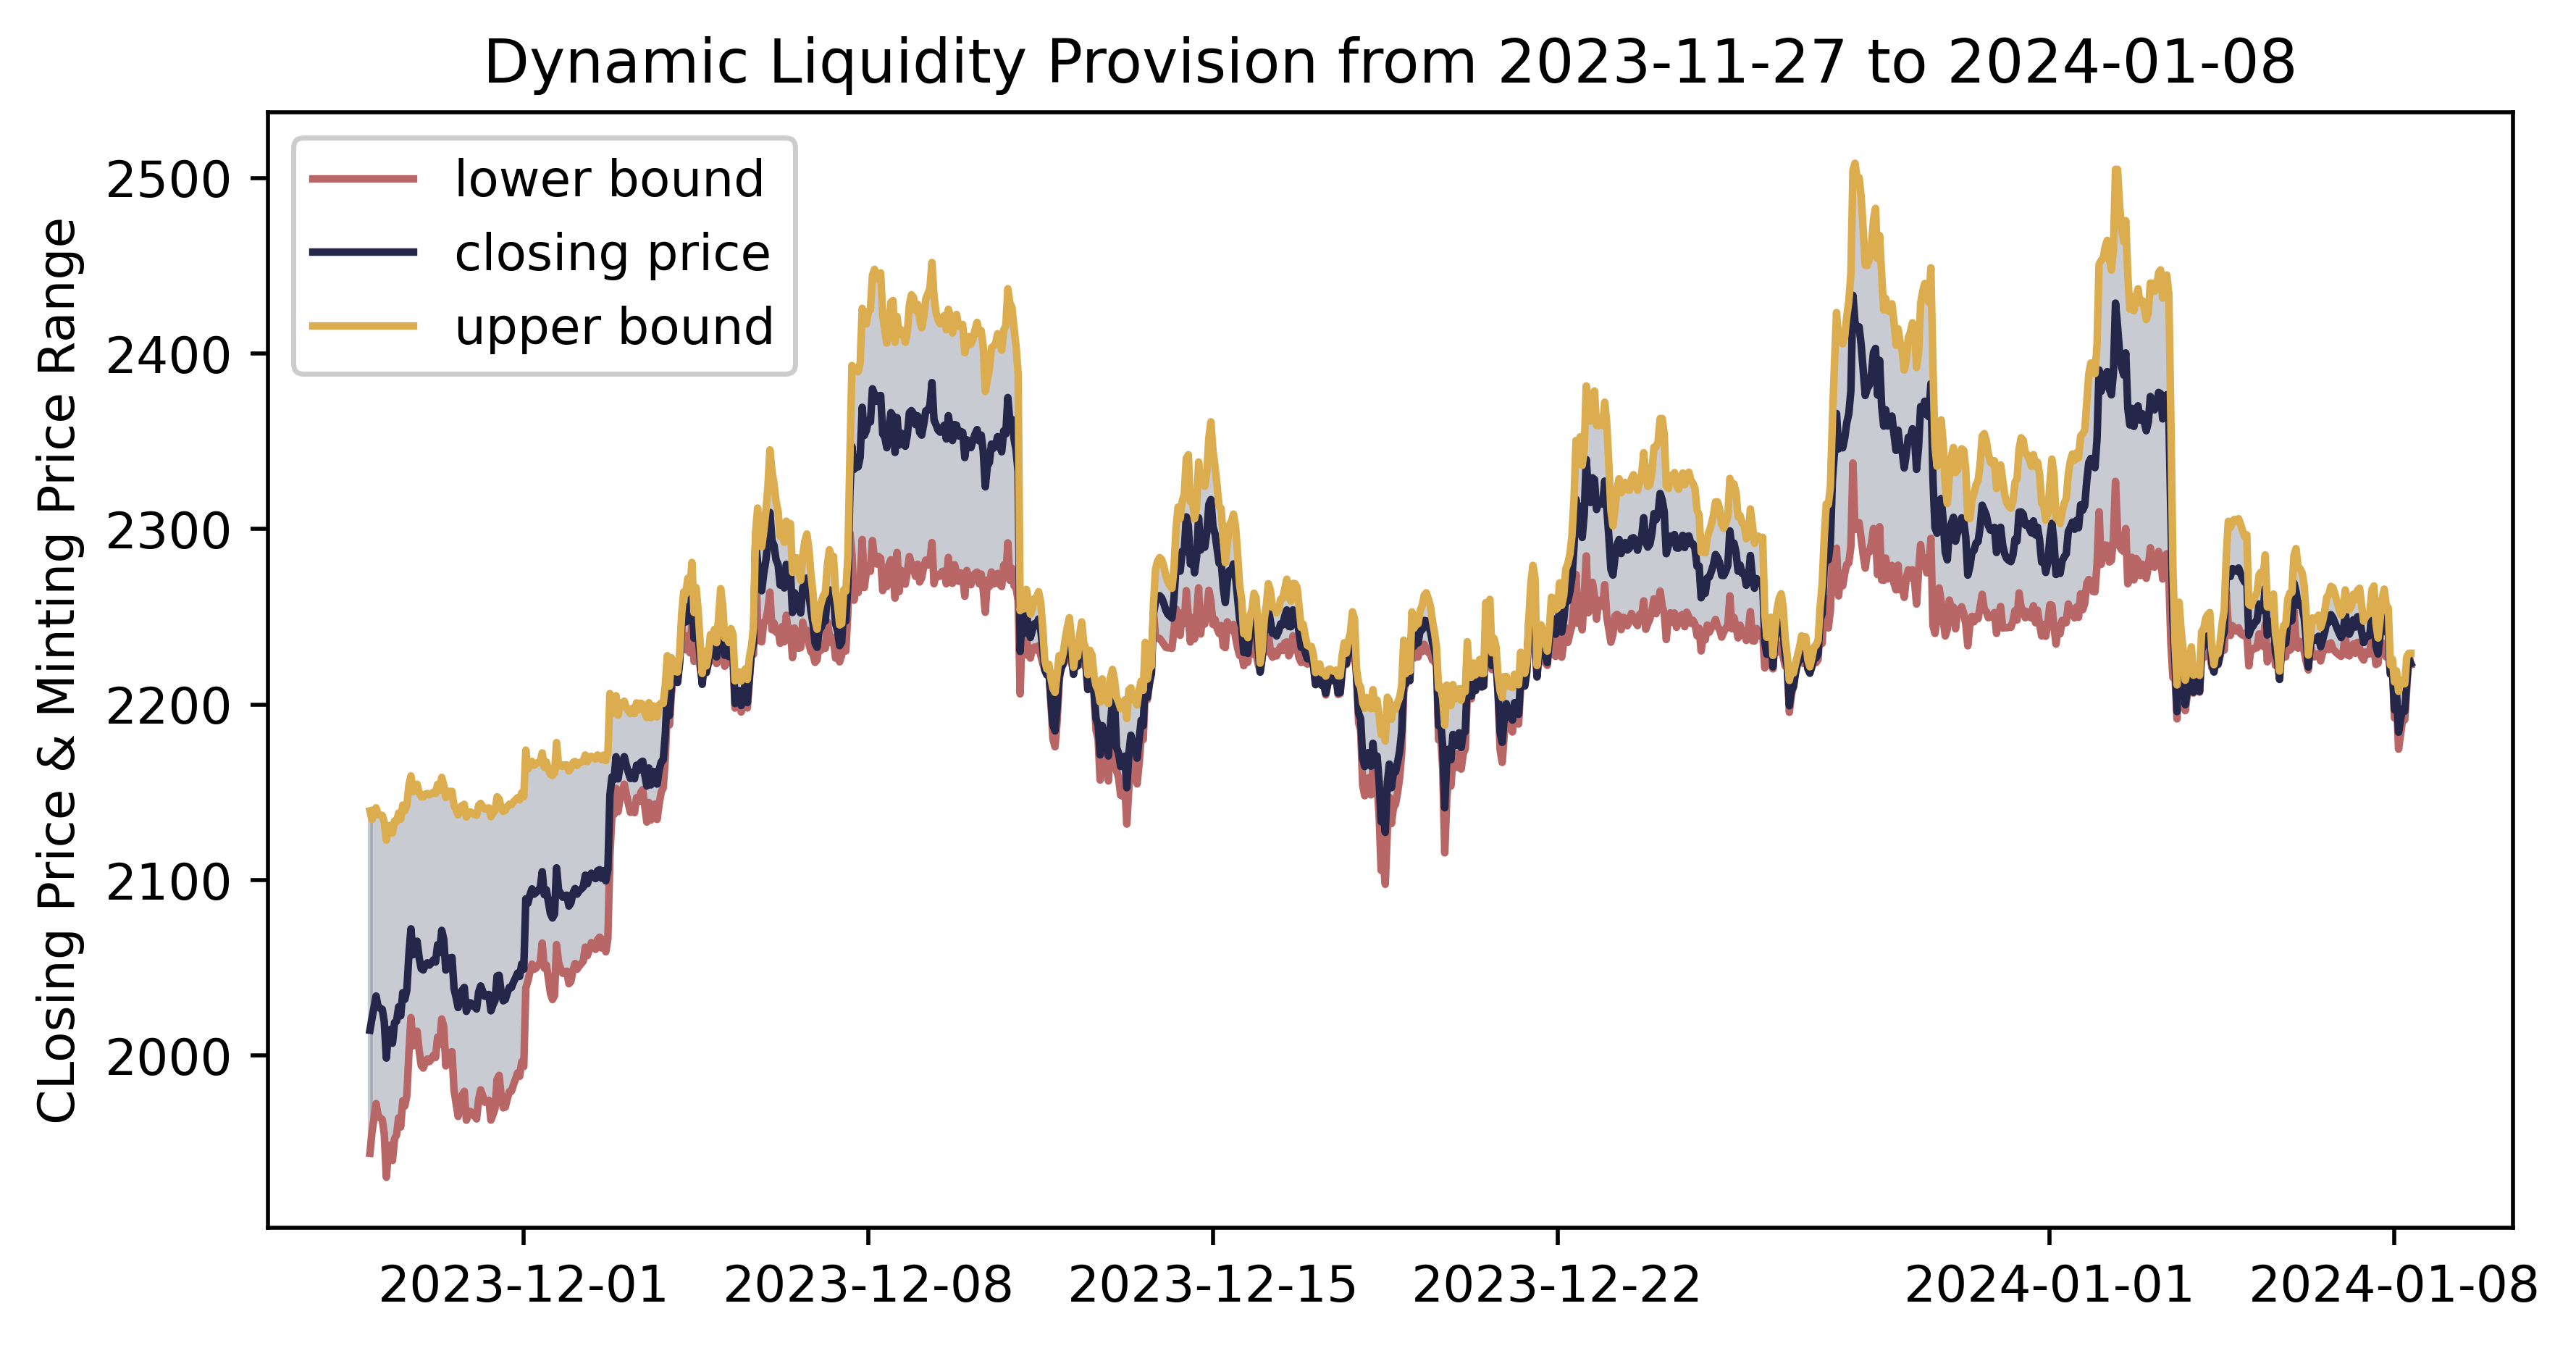 Dynamic Liquidity Provision from 2023-11-27 to 2024-01-08
lower bound
closing price
upper bound
CLosing Price & Minting Price Range
2500
2400
2300
2200
2100
2000
2023-12-01
2023-12-08
2023-12-15
2023-12-22
2024-01-01
2024-01-08